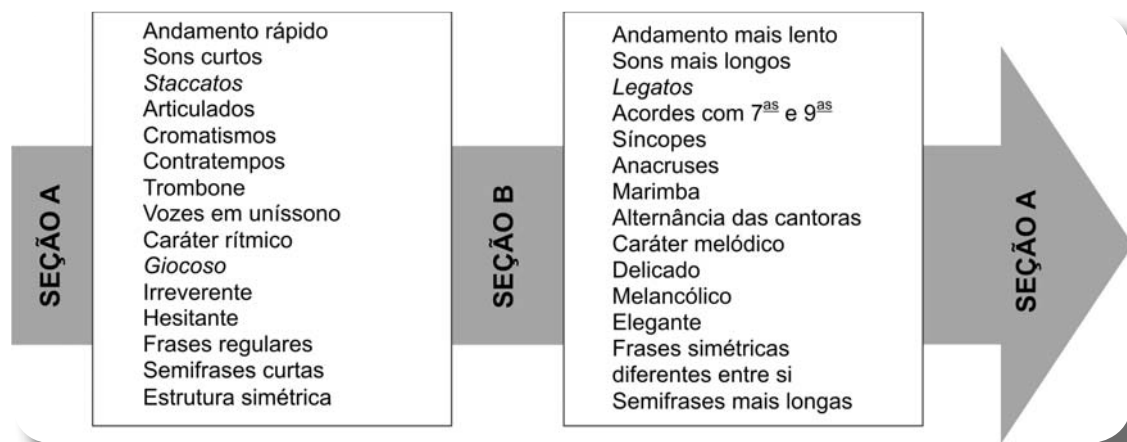 SEÇÃO A
Andamento rápido
Sons curtos
Staccatos
Articulados
Cromatismos
Contratempos
Trombone
Vozes em uníssono
Caráter rítmico
Giocoso
Irreverente
Hesitante
Frases regulares
Semifrases curtas
Estrutura simétrica
SEÇÃO B
Andamento mais lento
Sons mais longos
Legatos
Acordes com 7as e 9as
Síncopes
Anacruses
Marimba
Alternância das cantoras
Caráter melódico
Delicado
Melancólico
Elegante
Frases simétricas
diferentes entre si
Semifrases mais longas
SEÇÃO A